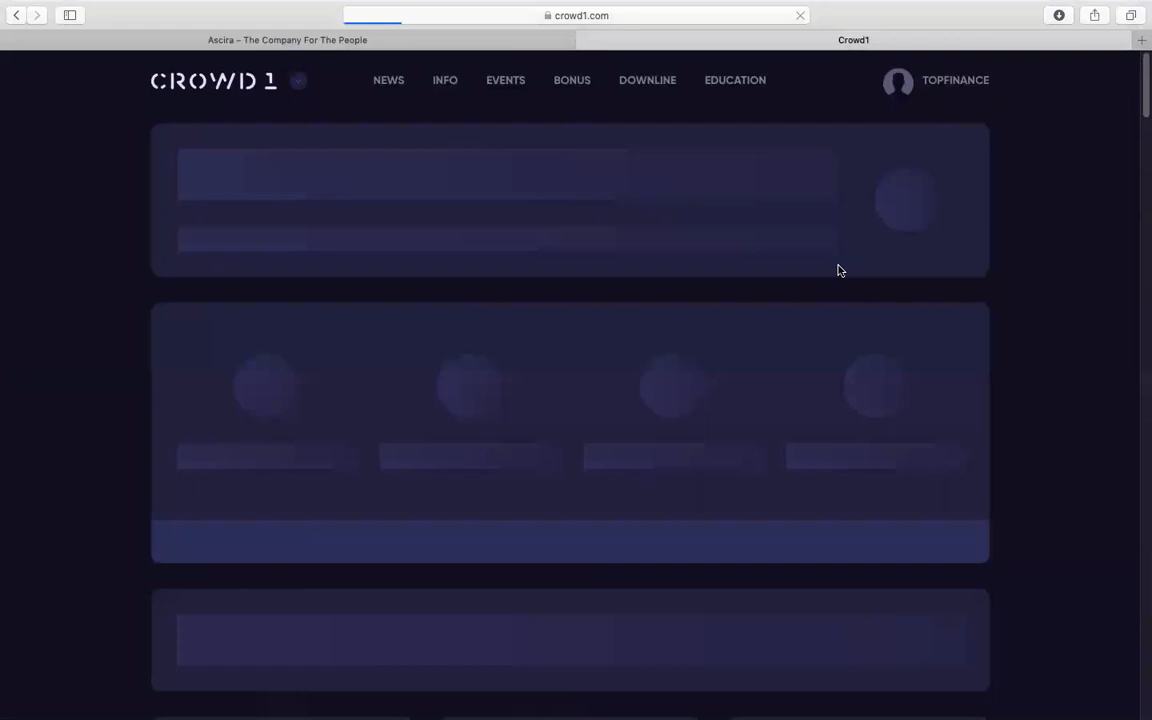 crowd1.com
Ascira – The Company For The People
Crowd1
CROWD 1
NEWS
INFO
EVENTS
BONUS
DOWNLINE
EDUCATION
TOPFINANCE